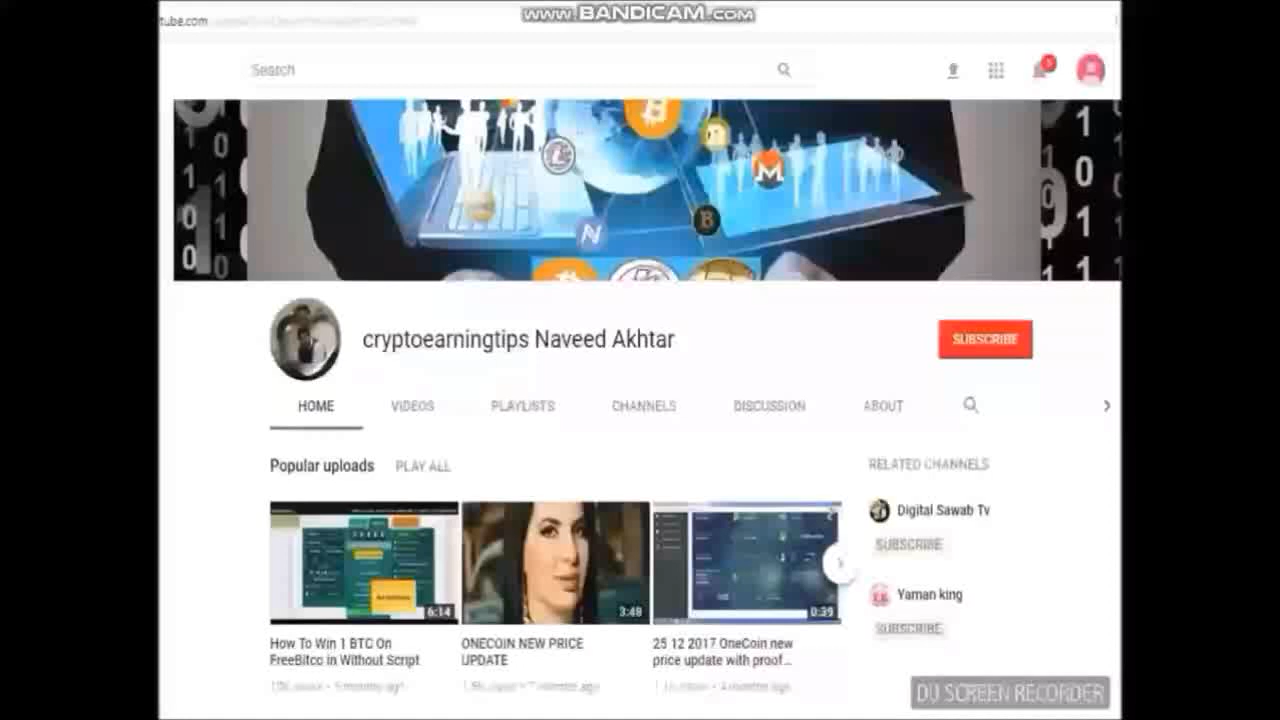 www.BANDICAM.COM
tube.com
Search
cryptoearningtips Naveed Akhtar
SUBSCRIBE
HOME VIDEOS PLAYLISTS CHANNELS DISCUSSION ABOUT
Popular uploads PLAY ALL
RELATED CHANNELS
Digital Sawab Tv
SUBSCRIBE
Yaman king
SUBSCRIBE
6:14
3:48
0:39
How To Win 1 BTC On
FreeBitco in Without Script
ONECOIN NEW PRICE
UPDATE
25 12 2017 OneCoin new
price update with proof...
DU SCREEN RECORDER